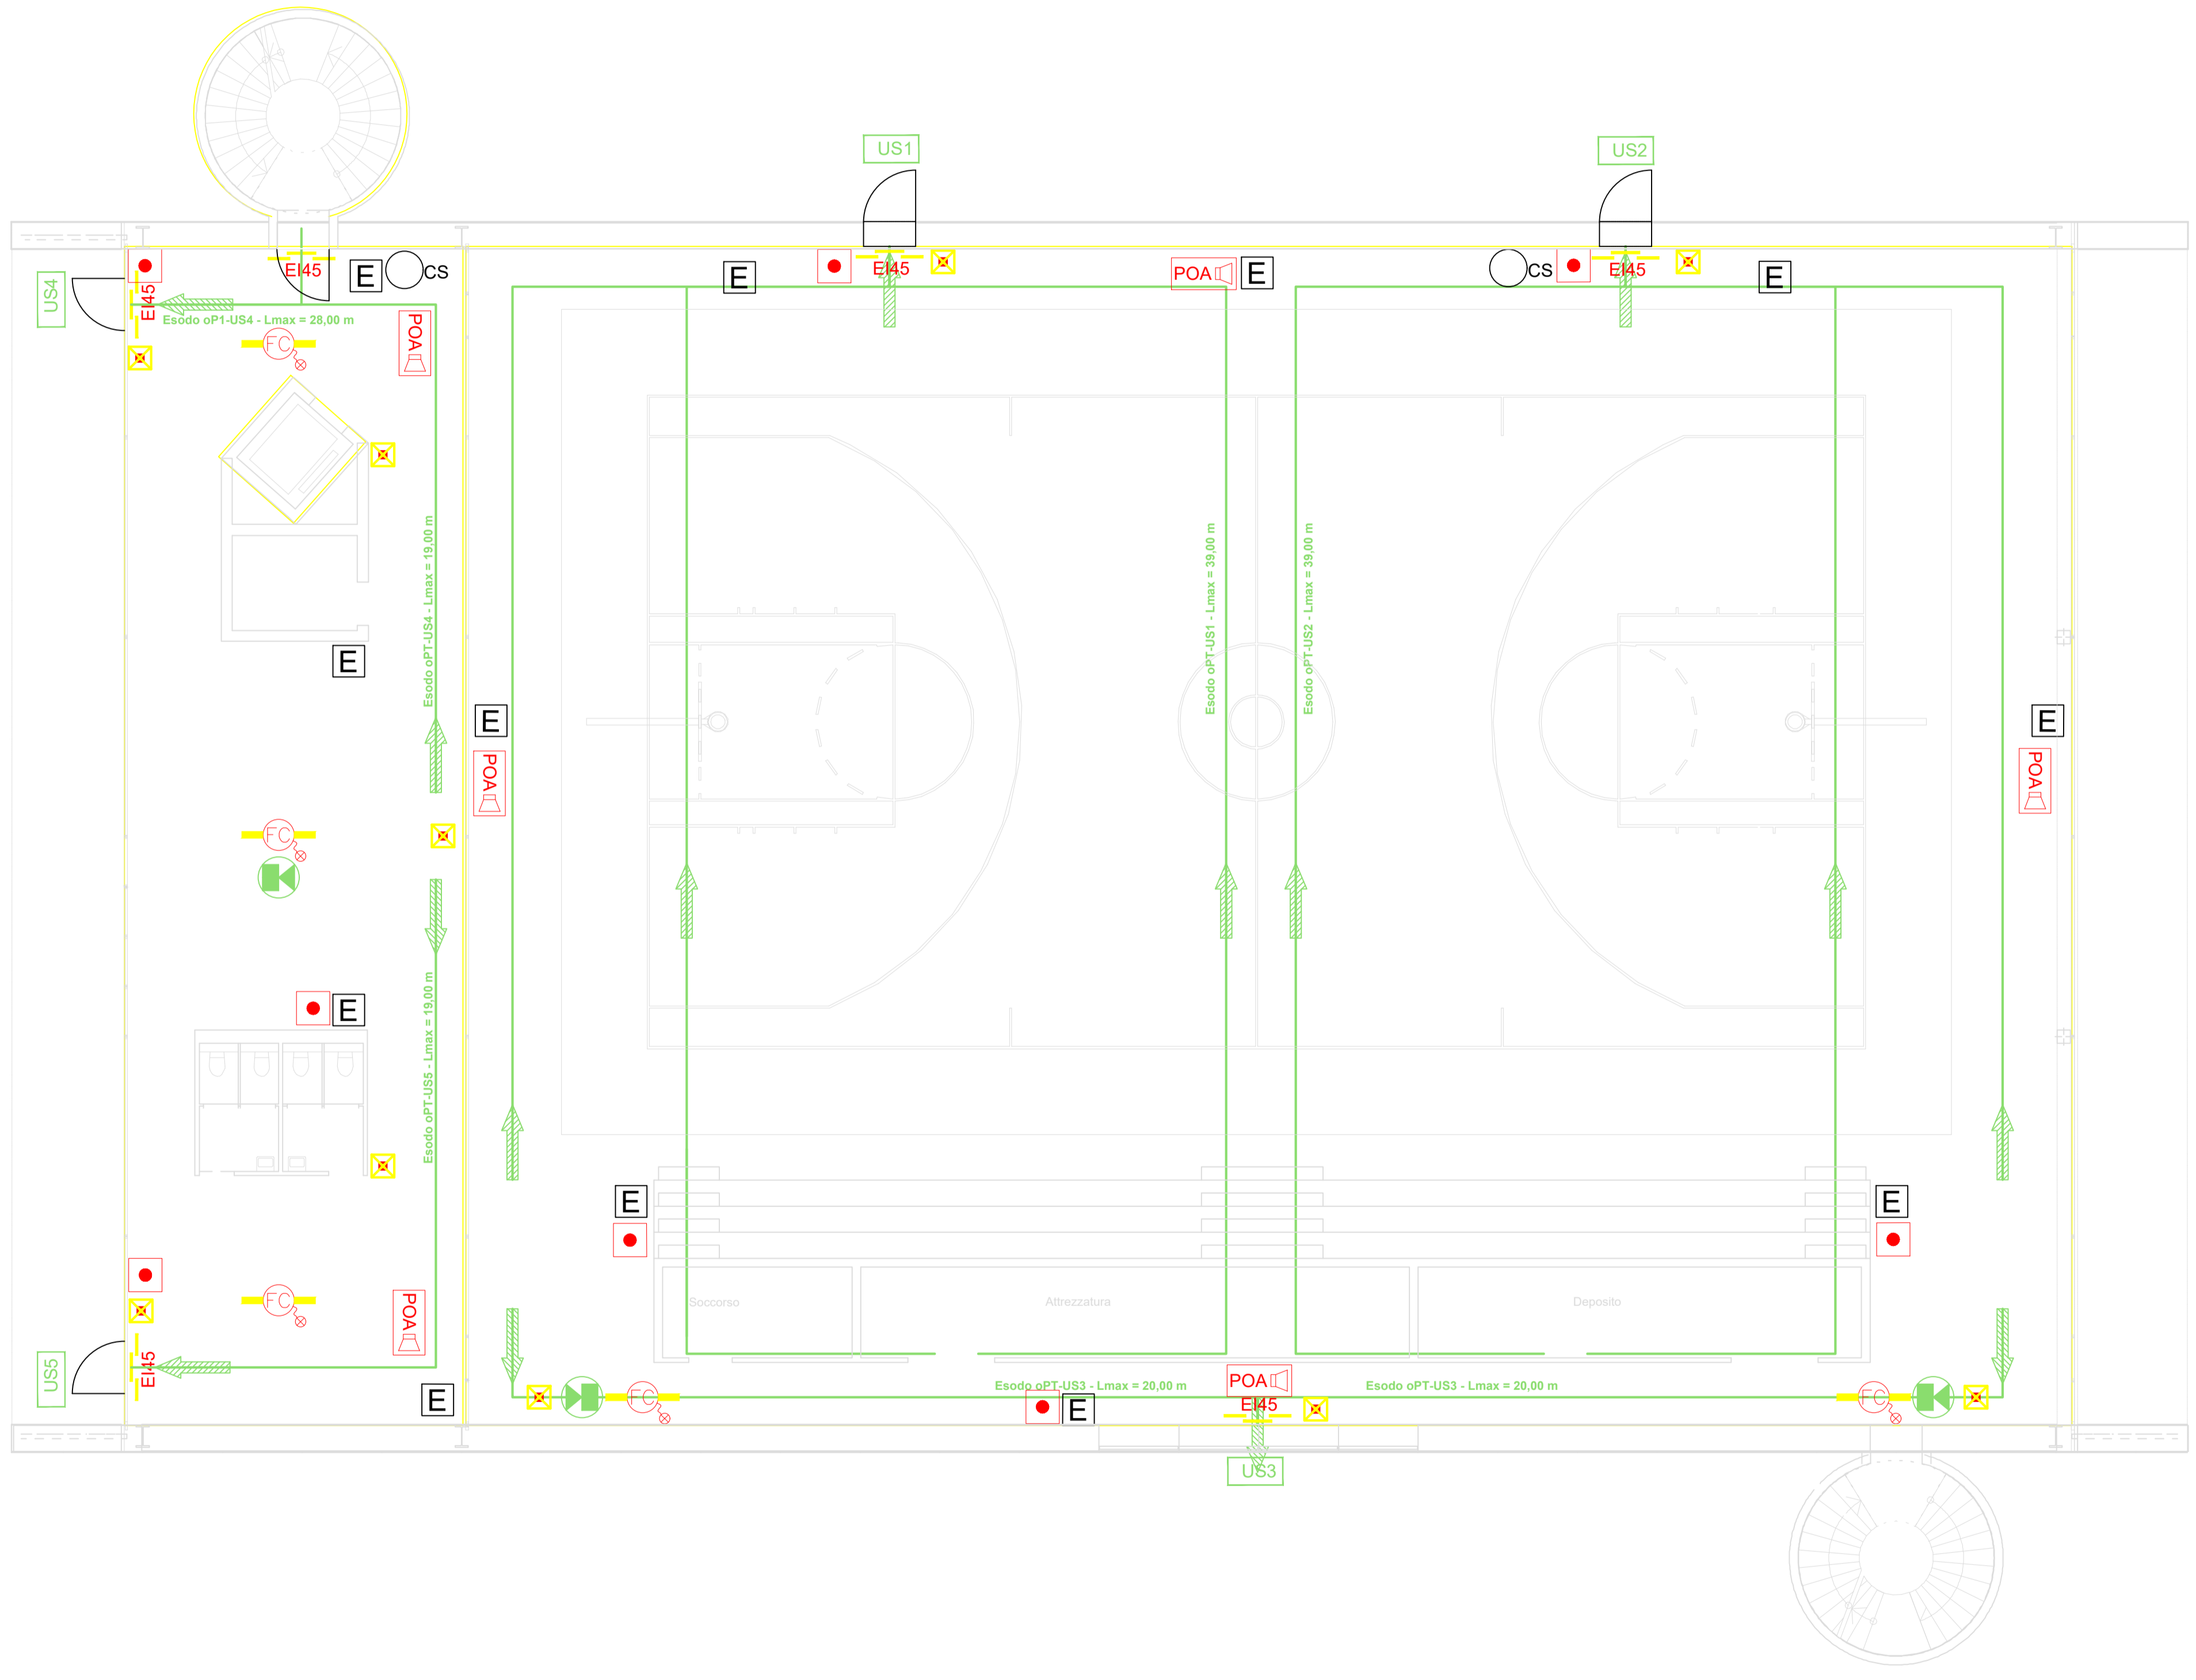 US1
US2
US4
EI45
EI45
E
CS
E
EI45
POA
E
CS
EI45
E
Esodo oP1-US4 - Lmax = 28,00 m
FC
POA
Esodo oPT-US4 - Lmax = 19,00 m
Esodo oPT-US1 - Lmax = 39,00 m
Esodo oPT-US2 - Lmax = 39,00 m
E
E
E
POA
POA
FC
E
Esodo oPT-US5 - Lmax = 19,00 m
E
E
Soccorso
Attrezzatura
Deposito
FC
POA
US5
EI45
E
FC
Esodo oPT-US3 - Lmax = 20,00 m
POA
Esodo oPT-US3 - Lmax = 20,00 m
FC
E
EI45
US3